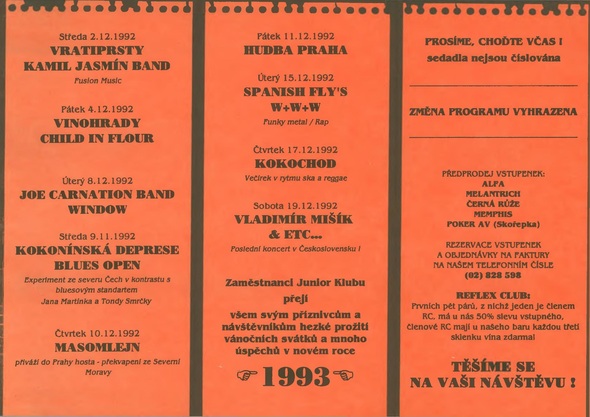 Středa 2.12.1992
VRATIPRSTY
KAMIL JASMÍN BAND
Fusion Music
Pátek 4.12.1992
VINOHRADY
CHILD IN FLOUR
Úterý 8.12.1992
JOE CARNATION BAND
WINDOW
Středa 9.11.1992
KOKONÍNSKÁ DEPRESE
BLUES OPEN
Experiment ze severu Čech v kontrastu s
bluesovým standartem
Jana Martinka a Tondy Smrčky
Čtvrtek 10.12.1992
MASOMLEJN
přiváží do Prahy hosta - překvapení ze Severní
Moravy
Pátek 11.12.1992
HUDBA PRAHA
Úterý 15.12.1992
SPANISH FLY'S
W+W+W
Funky metal / Rap
Čtvrtek 17.12.1992
KOKOCHOD
Večírek v rytmu ska a reggae
Sobota 19.12.1992
VLADIMÍR MIŠÍK
& ETC...
Poslední koncert v Československu !
Zaměstnanci Junior Klubu
přejí
všem svým příznivcům a
návštěvníkům hezké prožití
vánočních svátků a mnoho
úspěchů v novém roce
1993
PROSÍME, CHOĎTE VČAS !
sedadla nejsou číslována
ZMĚNA PROGRAMU VYHRAZENA
PŘEDPRODEJ VSTUPENEK:
ALFA
MELANTRICH
ČERNÁ RŮŽE
MEMPHIS
POKER AV (Skořepka)
REZERVACE VSTUPENEK
A OBJEDNÁVKY NA FAKTURY
NA NAŠEM TELEFONNÍM ČÍSLE
(02) 828 598
REFLEX CLUB:
Prvních pět párů, z nichž jeden je členem
RC. má u nás 50% slevu vstupného,
členové RC mají u našeho baru každou třetí
sklenku vína zdarma!
TĚŠÍME SE
NA VAŠI NÁVŠTĚVU !